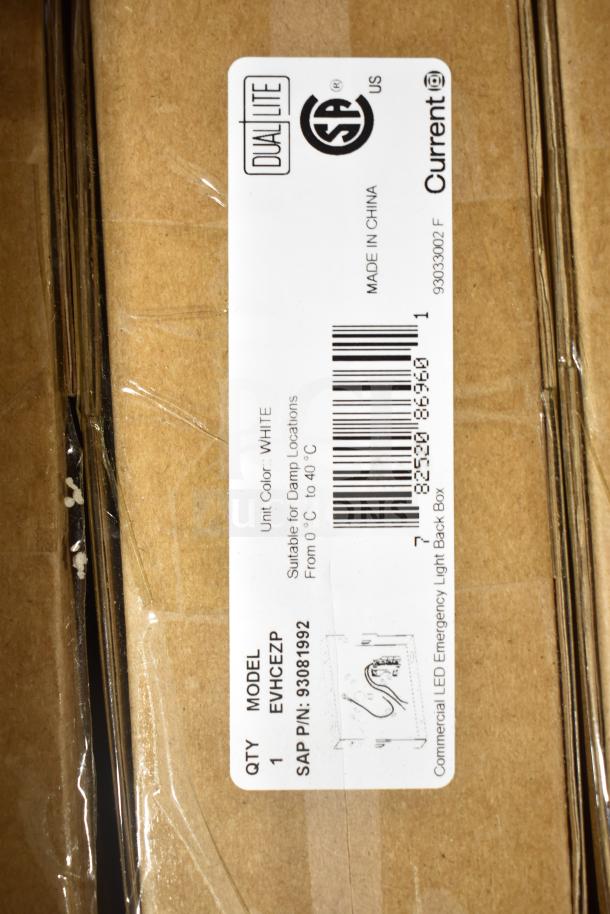 DUAL LITE
SA ® US
QTY MODEL
1 EVHCEZP
SAP P/N: 93081992
Unit Color: WHITE
Suitable for Damp Locations
From 0 °C to 40 °C
MADE IN CHINA
7 82520 86960 1
Commercial LED Emergency Light Back Box
93033002 F
Current